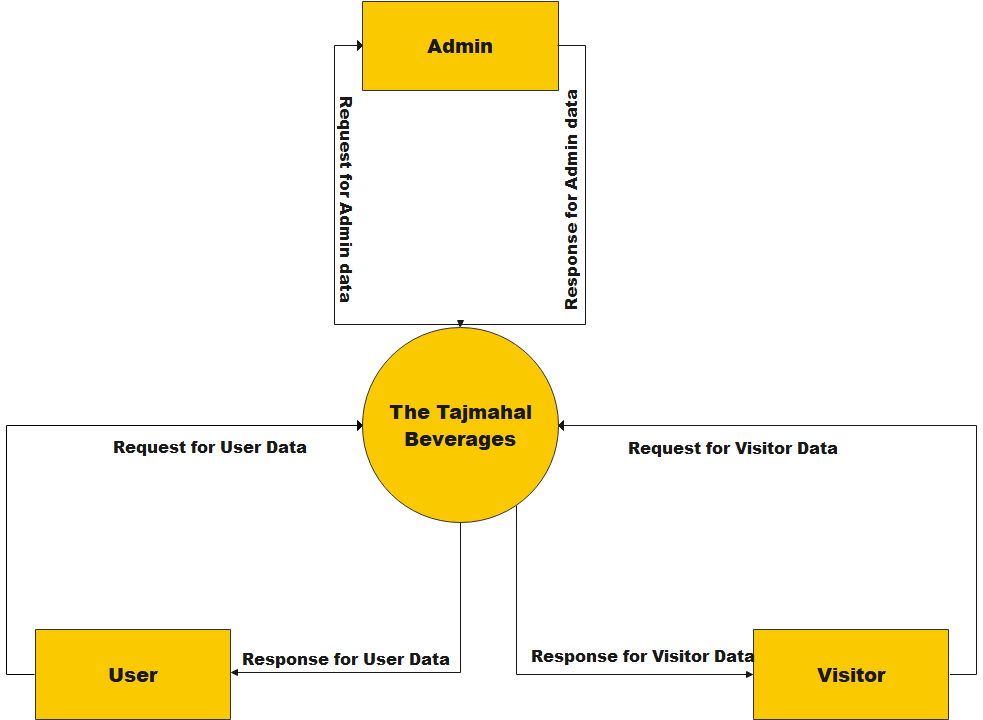 Admin
Request for Admin data
Response for Admin data
The Tajmahal
Beverages
Request for User Data
Request for Visitor Data
Response for User Data
Response for Visitor Data
User
Visitor